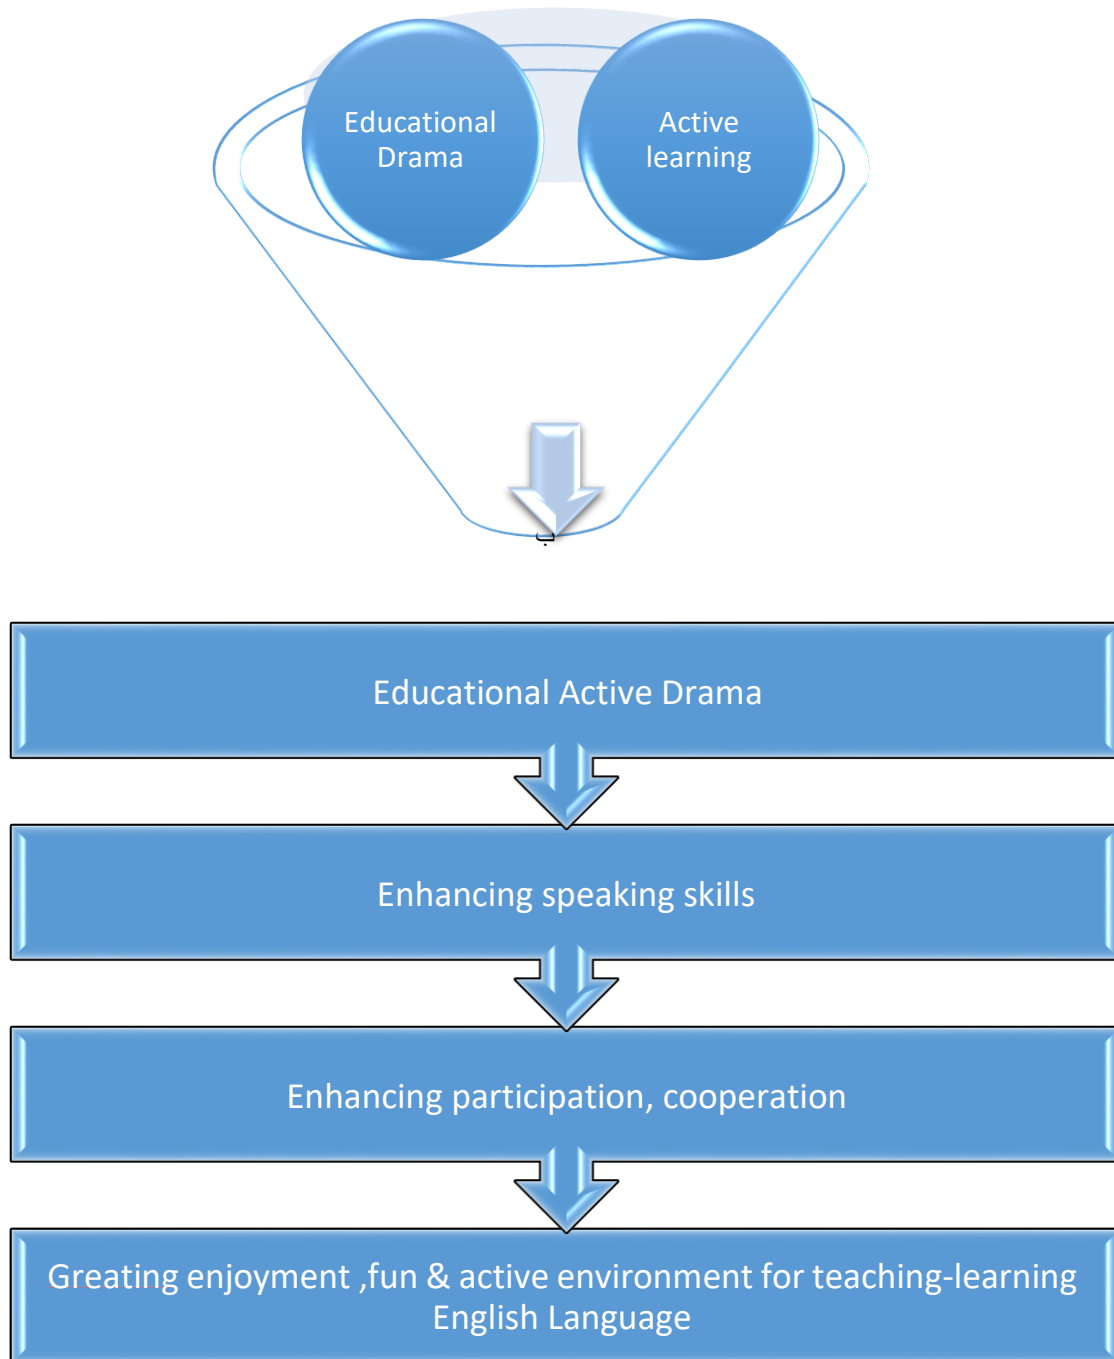 Educational
Drama
Active
learning
ب
Educational Active Drama
Enhancing speaking skills
Enhancing participation, cooperation
Greating enjoyment ,fun & active environment for teaching-learning
English Language